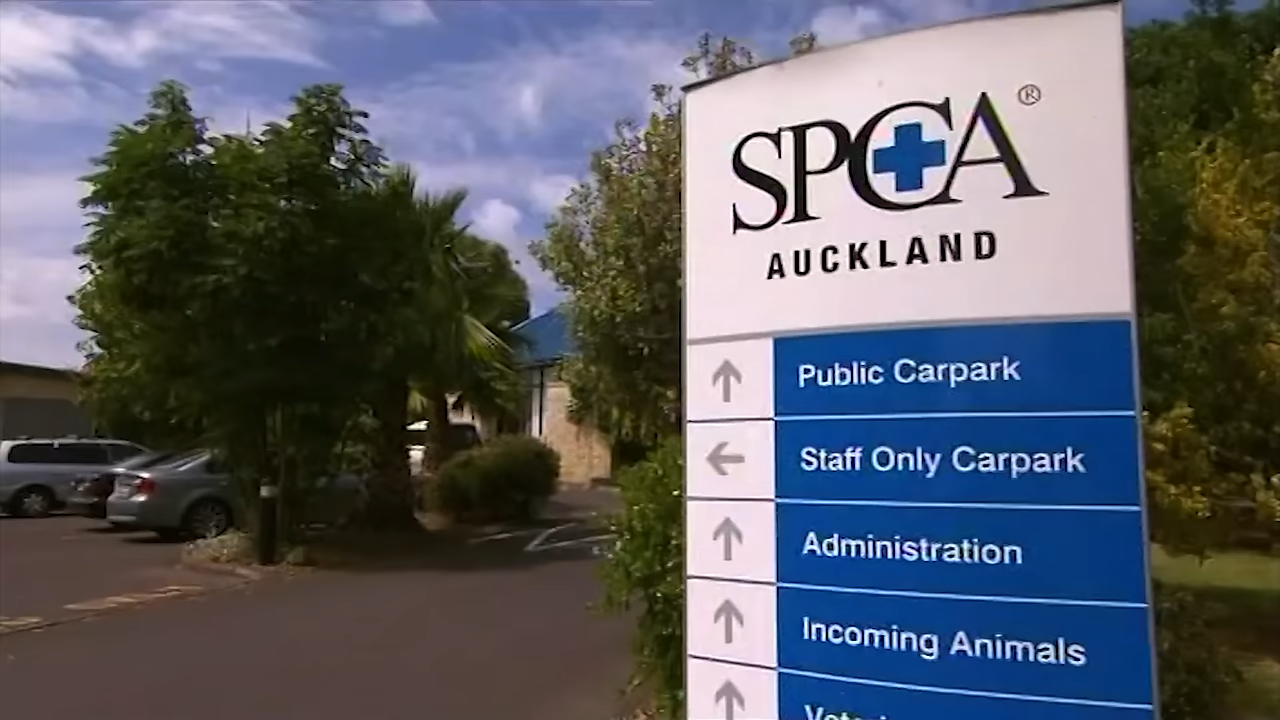 SPCA®
AUCKLAND
Public Carpark
Staff Only Carpark
Administration
Incoming Animals